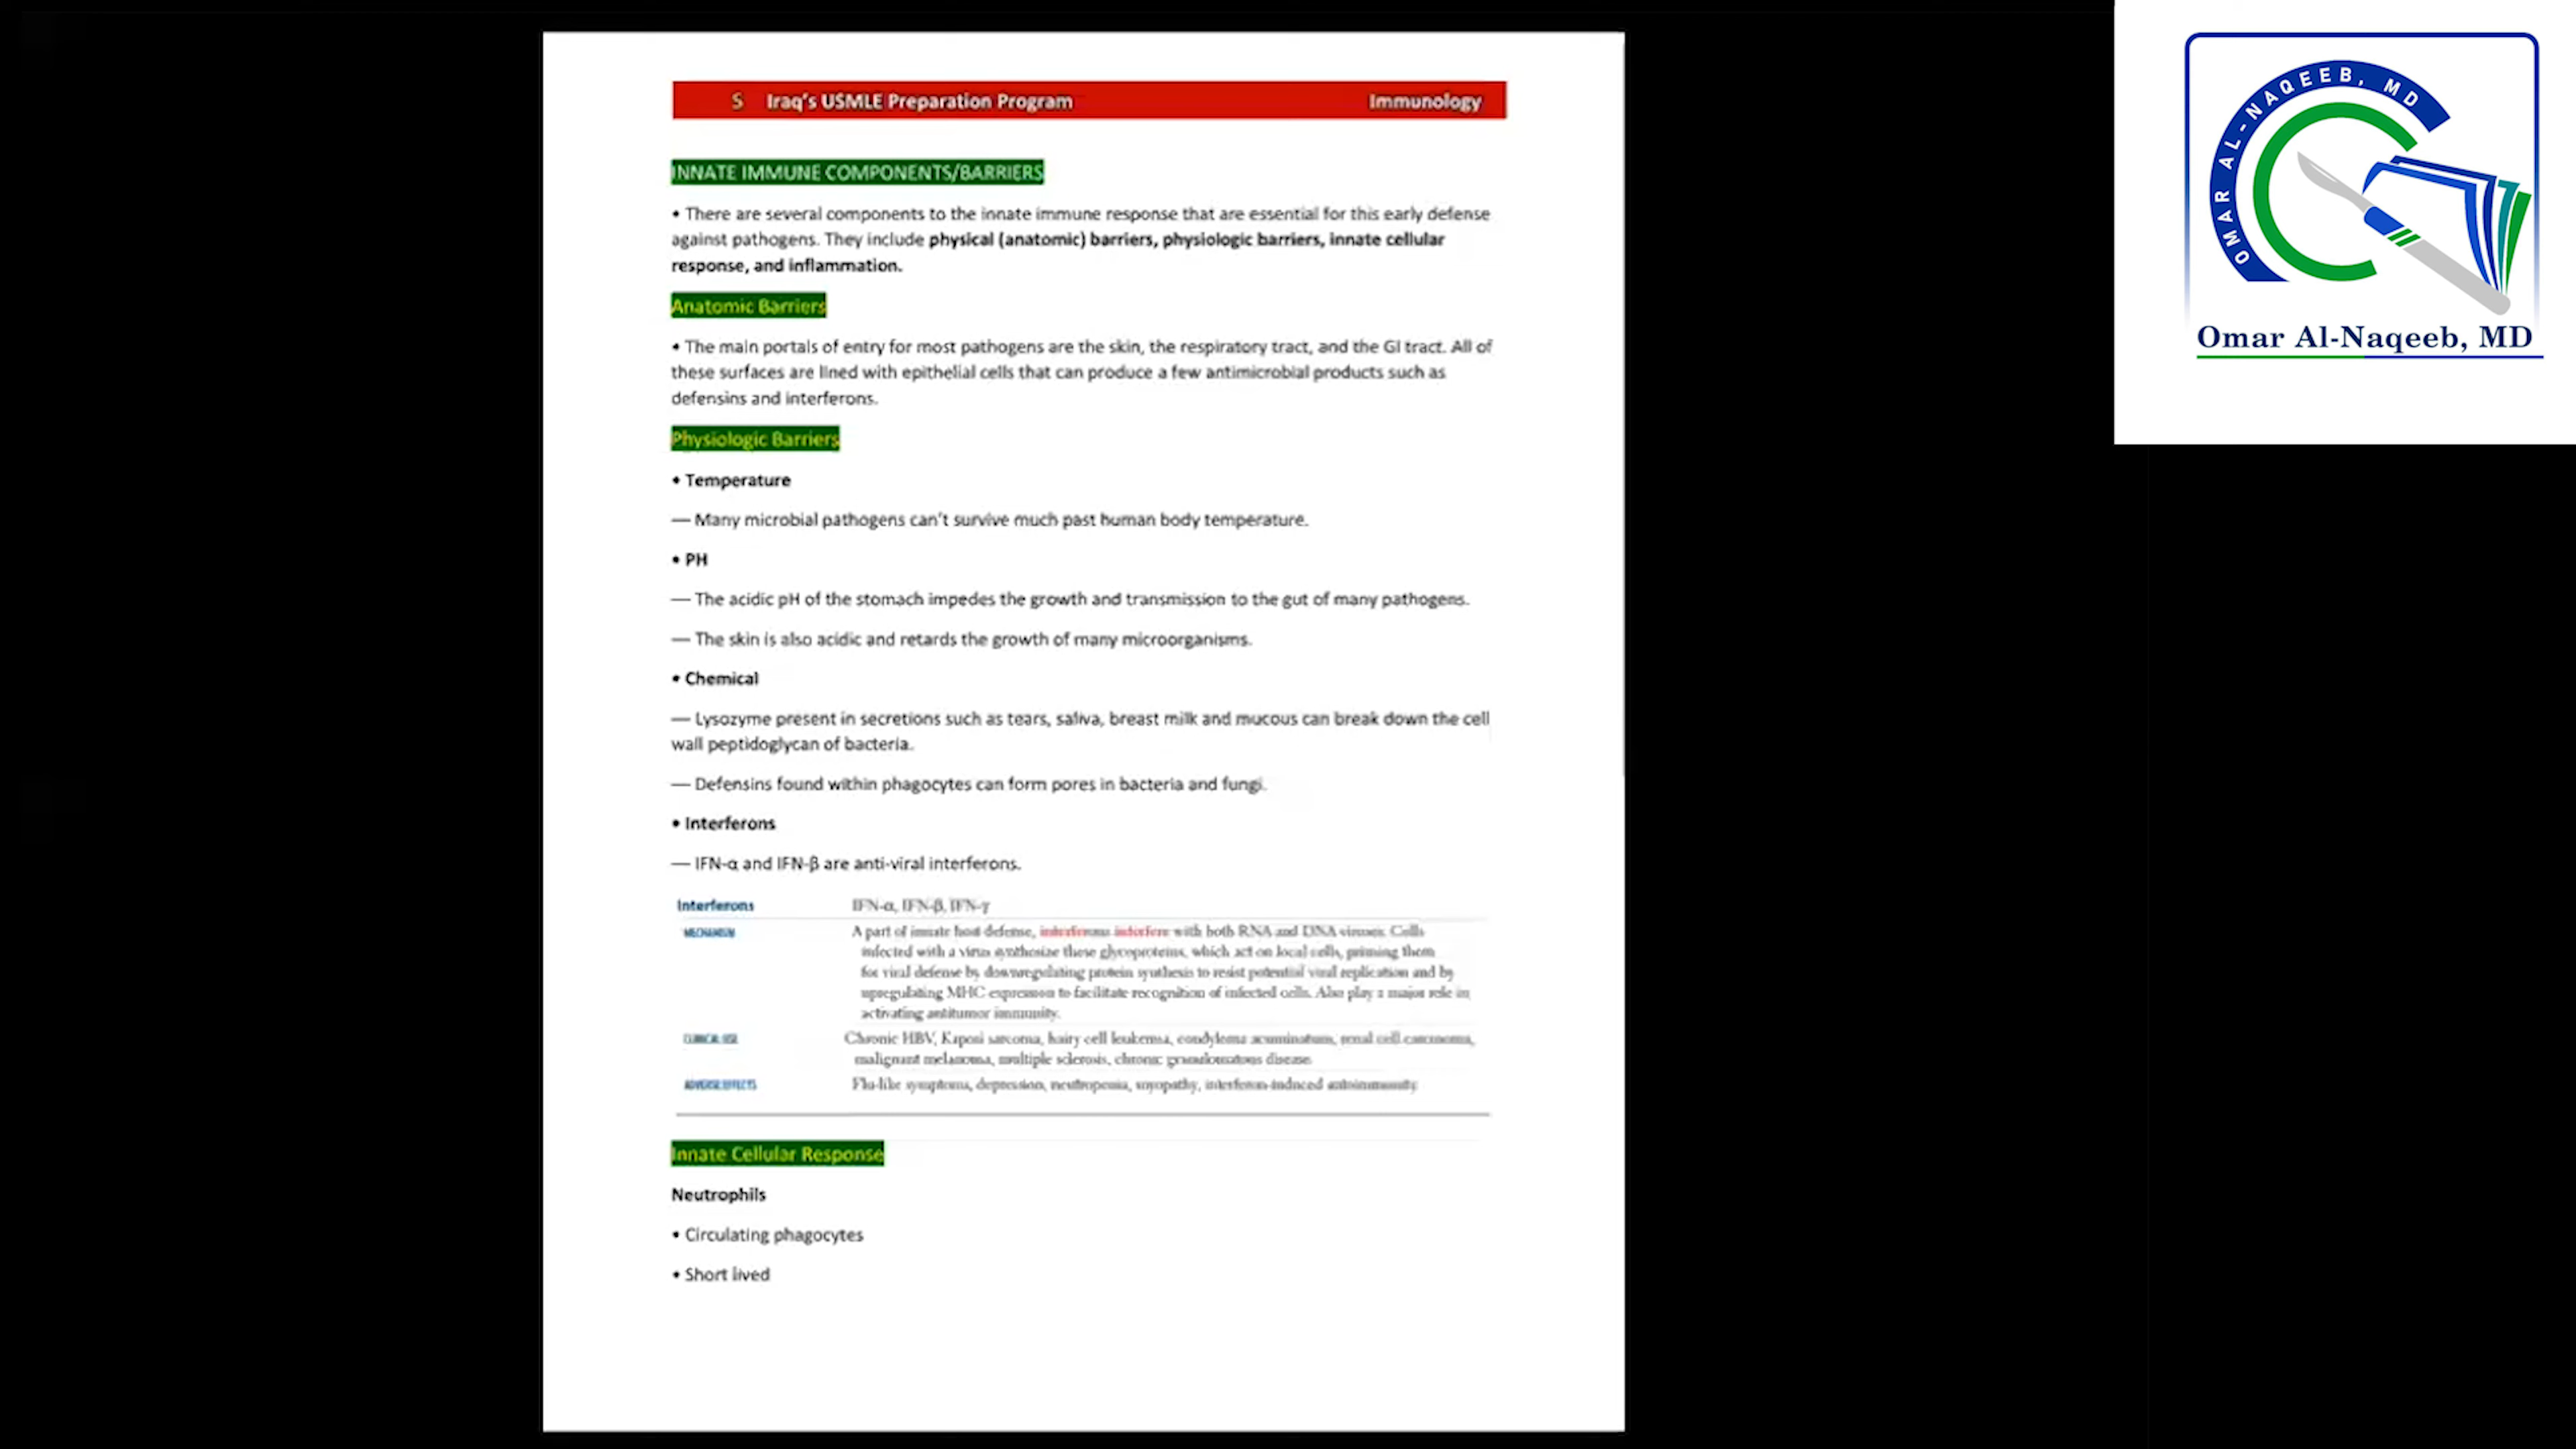 5 Iraq's USMLE Preparation Program Immunology
INNATE IMMUNE COMPONENTS/BARRIERS
• There are several components to the innate immune response that are essential for this early defense
against pathogens. They include physical (anatomic) barriers, physiologic barriers, innate cellular
response, and inflammation.
Anatomic Barriers
• The main portals of entry for most pathogens are the skin, the respiratory tract, and the GI tract. All of
these surfaces are lined with epithelial cells that can produce a few antimicrobial products such as
defensins and interferons.
Physiologic Barriers
• Temperature
— Many microbial pathogens can't survive much past human body temperature.
• PH
— The acidic pH of the stomach impedes the growth and transmission to the gut of many pathogens.
— The skin is also acidic and retards the growth of many microorganisms.
• Chemical
— Lysozyme present in secretions such as tears, saliva, breast milk and mucous can break down the cell
wall peptidoglycan of bacteria.
— Defensins found within phagocytes can form pores in bacteria and fungi.
• Interferons
— IFN-α and IFN-β are anti-viral interferons.
Interferons IFN-α, IFN-β, IFN-γ
MECHANISM A part of innate host defense, interferons interfere with both RNA and DNA viruses. Cells
infected with a virus synthesize these glycoproteins, which act on local cells, priming them
for viral defense by downregulating protein synthesis to resist potential viral replication and by
upregulating MHC expression to facilitate recognition of infected cells. Also play a major role in
activating antitumor immunity.
CLINICAL USE Chronic HBV, Kaposi sarcoma, hairy cell leukemia, condyloma acuminatum, renal cell carcinoma,
malignant melanoma, multiple sclerosis, chronic granulomatous disease.
ADVERSE EFFECTS Flu-like symptoms, depression, neutropenia, myopathy, interferon-induced autoimmunity.
Innate Cellular Response
Neutrophils
• Circulating phagocytes
• Short lived
OMAR AL-NAQEEB, MD
Omar Al-Naqeeb, MD